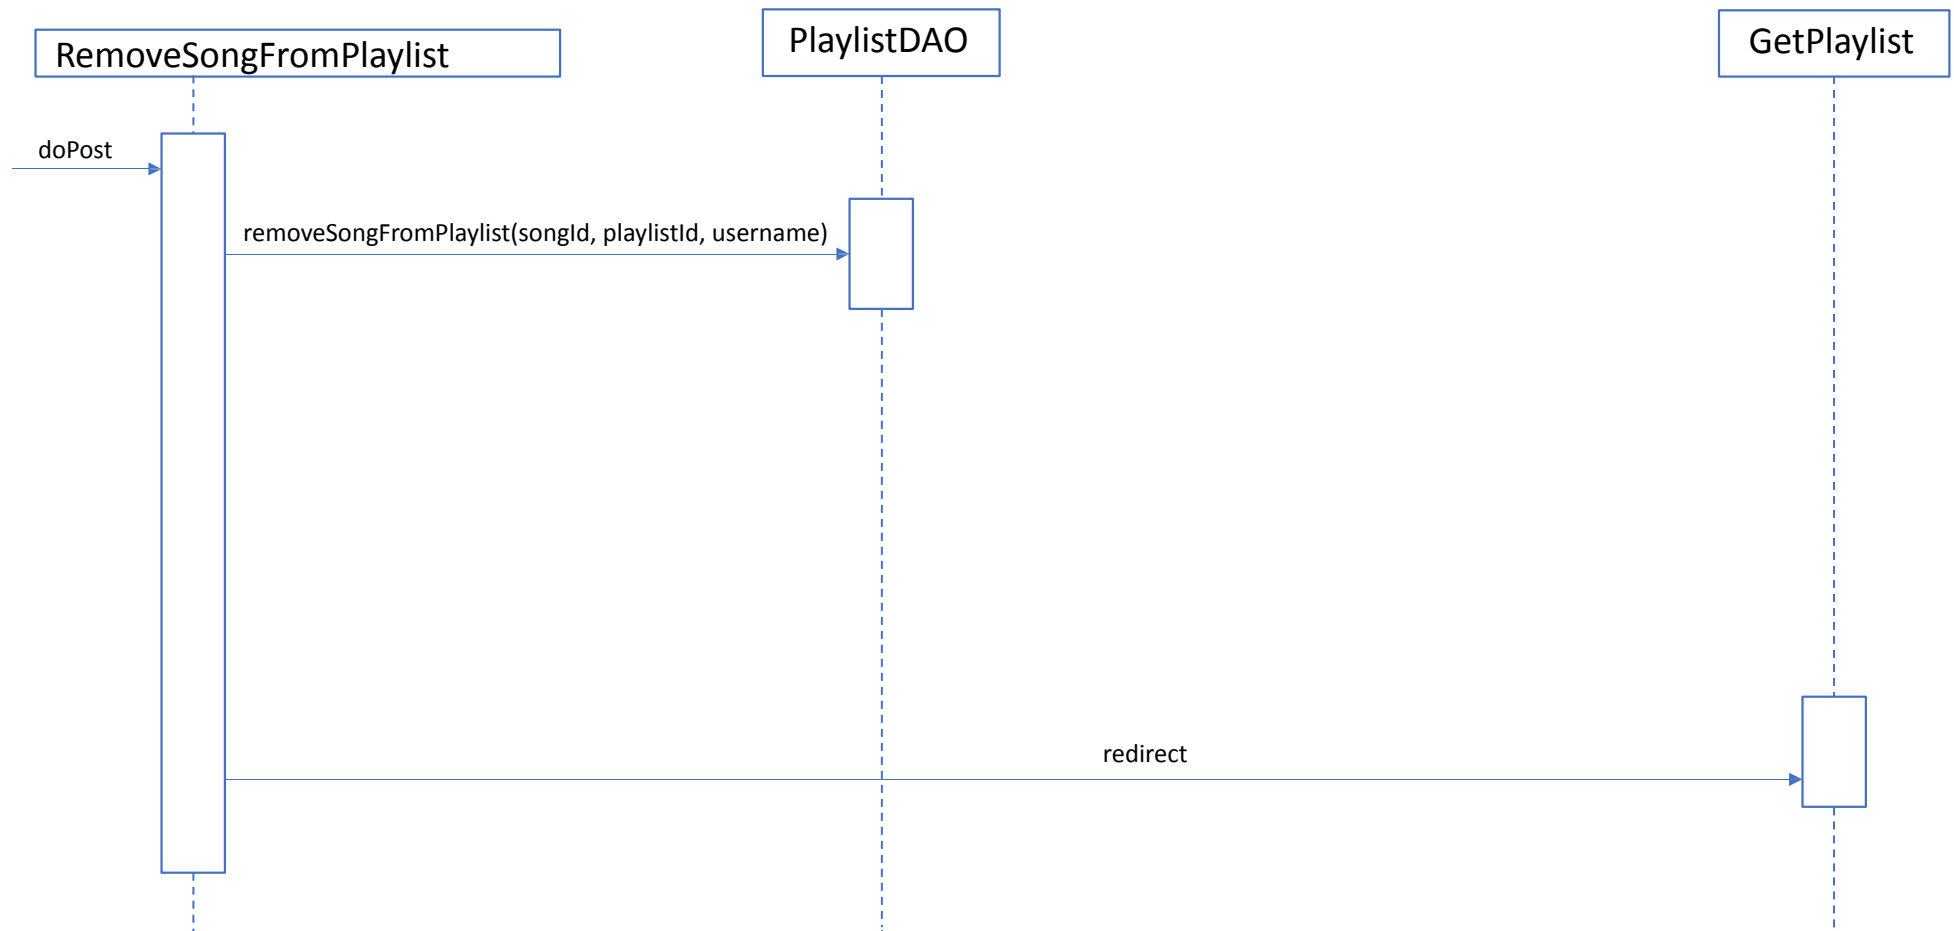 RemoveSongFromPlaylist
PlaylistDAO
GetPlaylist
doPost
removeSongFromPlaylist(songId, playlistId, username)
redirect